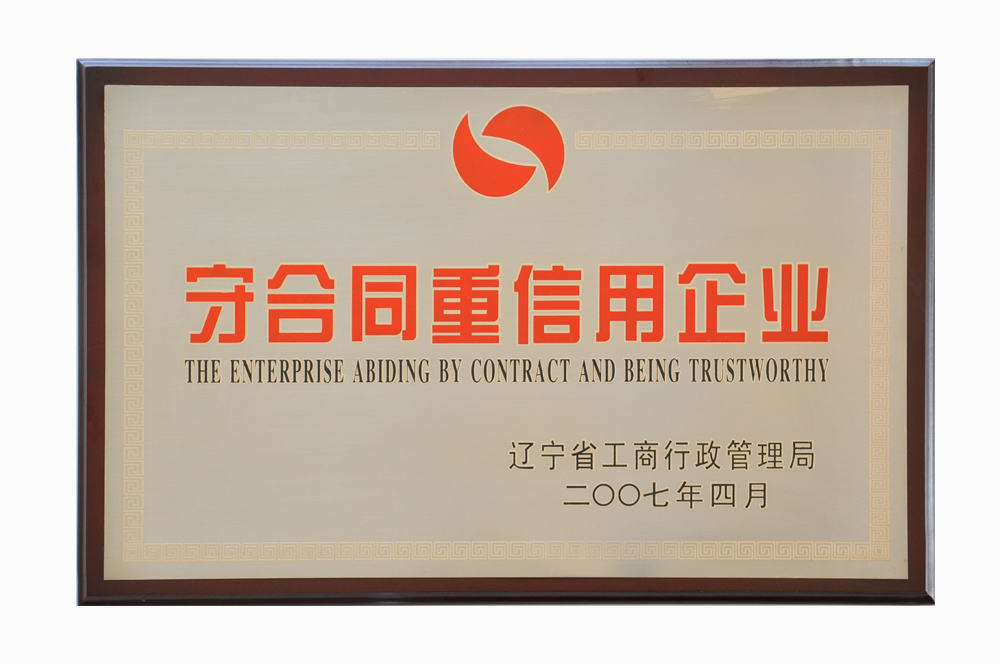 守合同重信用企业
THE ENTERPRISE ABIDING BY CONTRACT AND BEING TRUSTWORTHY
辽宁省工商行政管理局
二〇〇七年四月